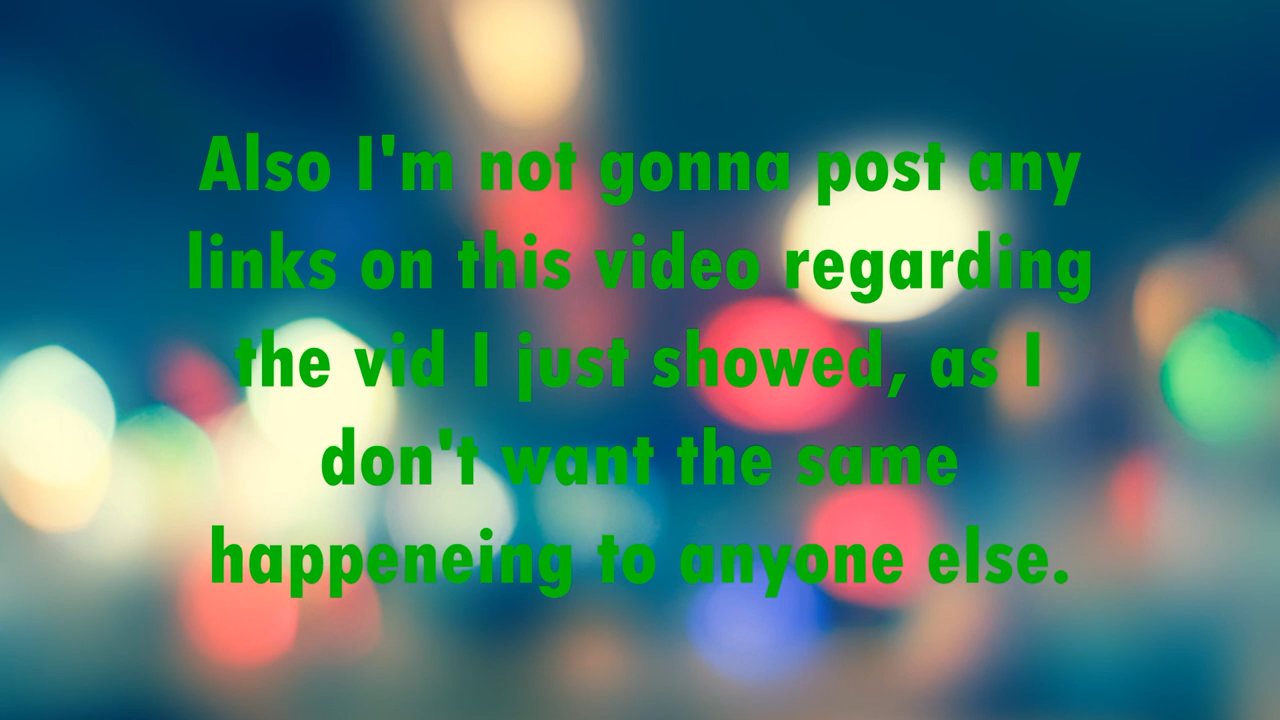 Also I'm not gonna post any
links on this video regarding
the vid I just showed, as I
don't want the same
happeneing to anyone else.